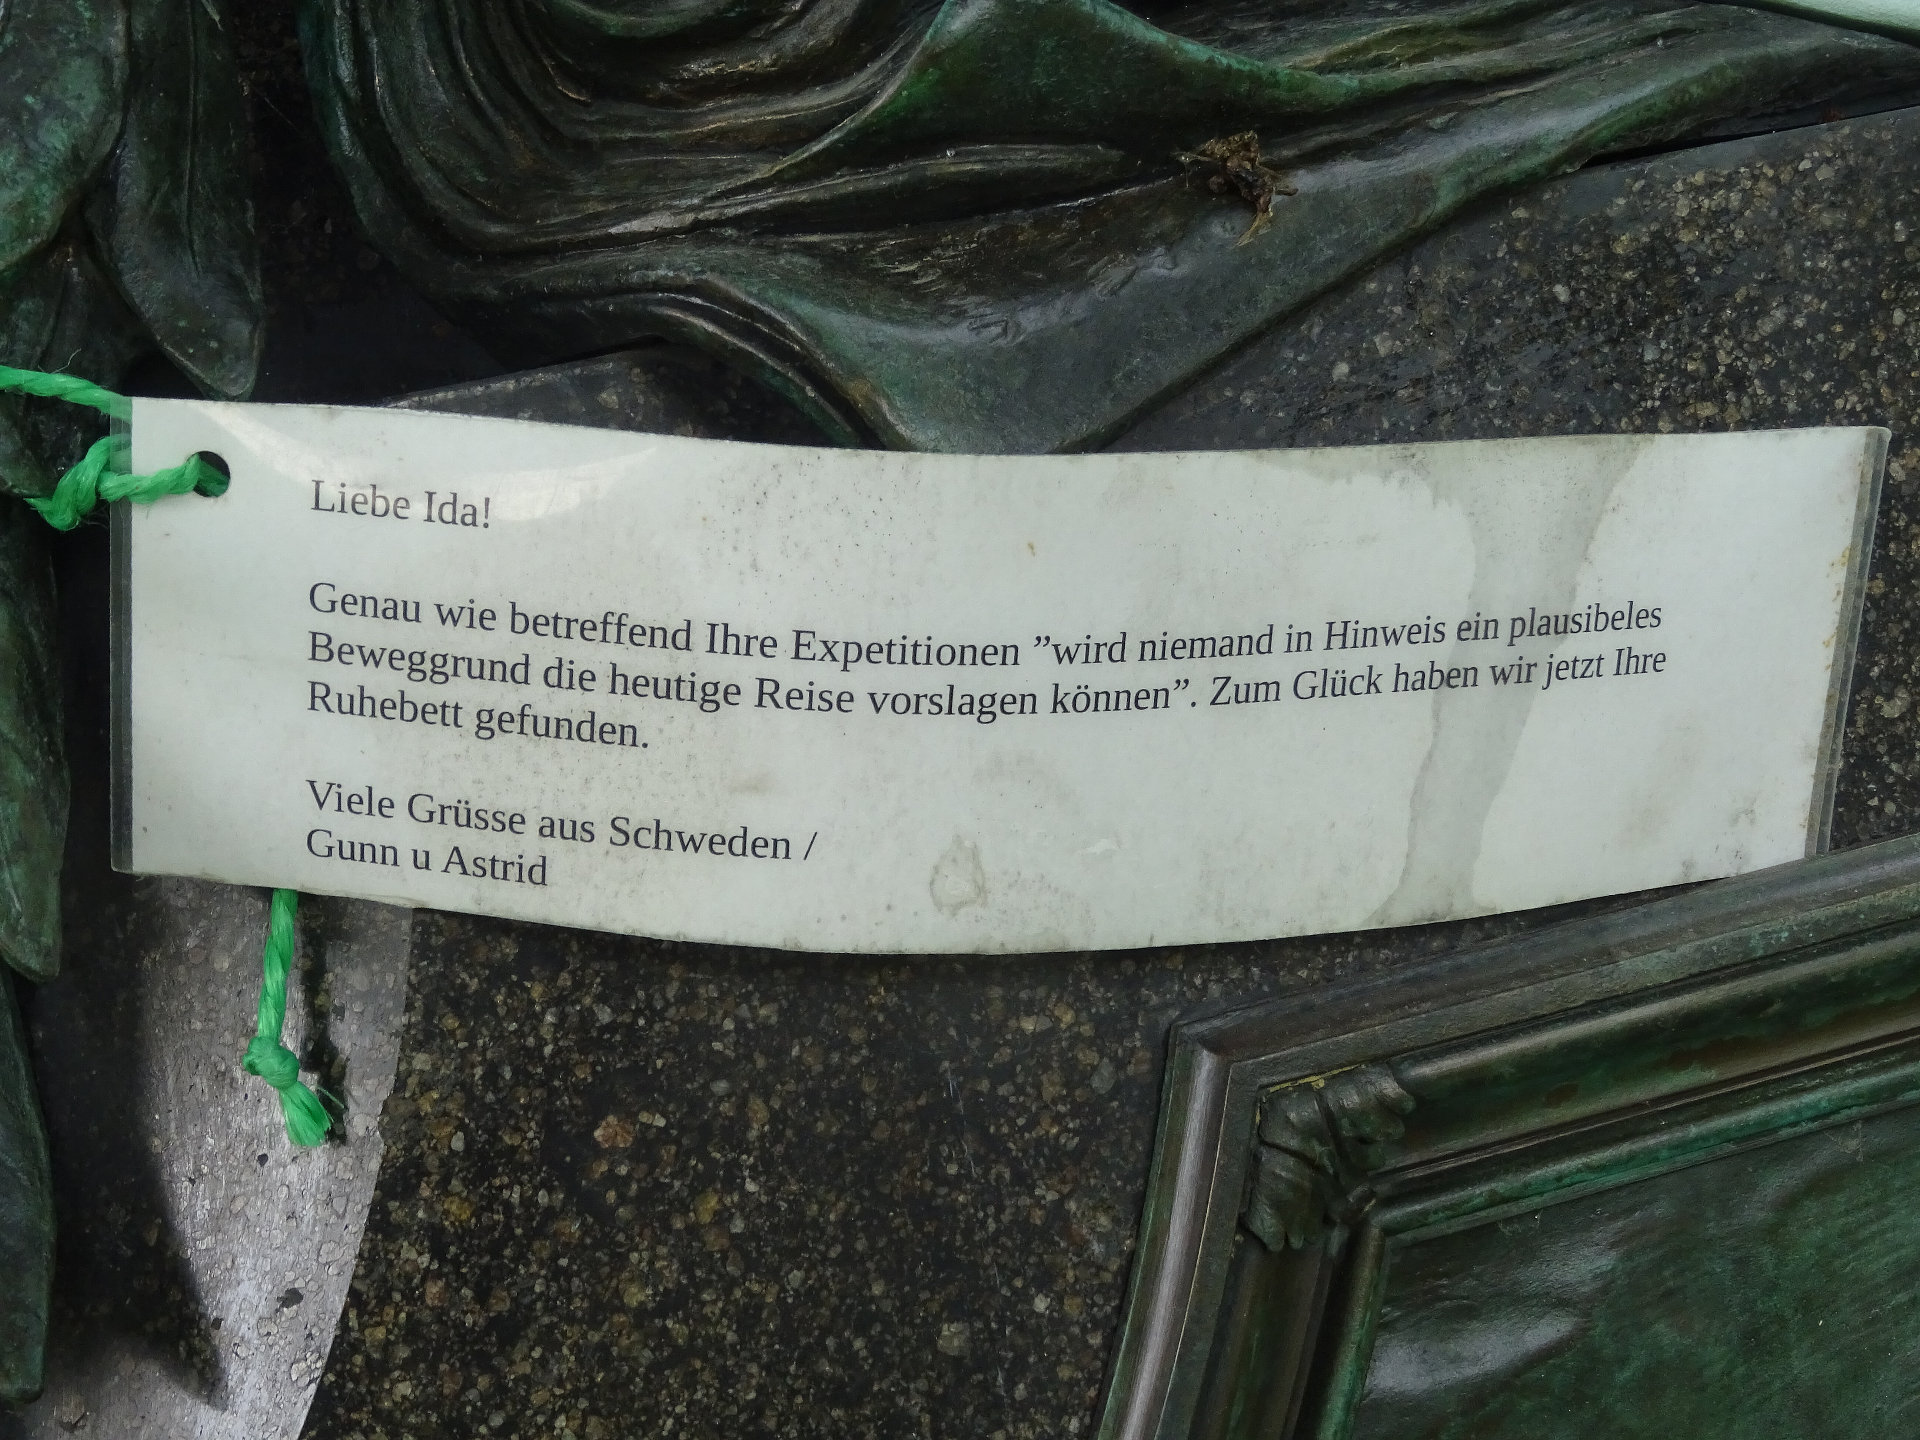 Liebe Ida!
Genau wie betreffend Ihre Expetitionen ”wird niemand in Hinweis ein plausibeles
Beweggrund die heutige Reise vorslagen können”. Zum Glück haben wir jetzt Ihre
Ruhebett gefunden.
Viele Grüsse aus Schweden /
Gunn u Astrid